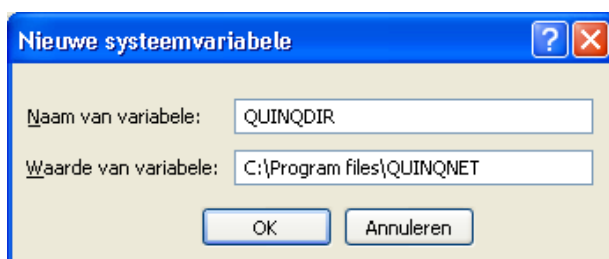 Nieuwe systeemvariabele
Naam van variabele: QUINQDIR
Waarde van variabele: C:\Program files\QUINQNET
OK Annuleren